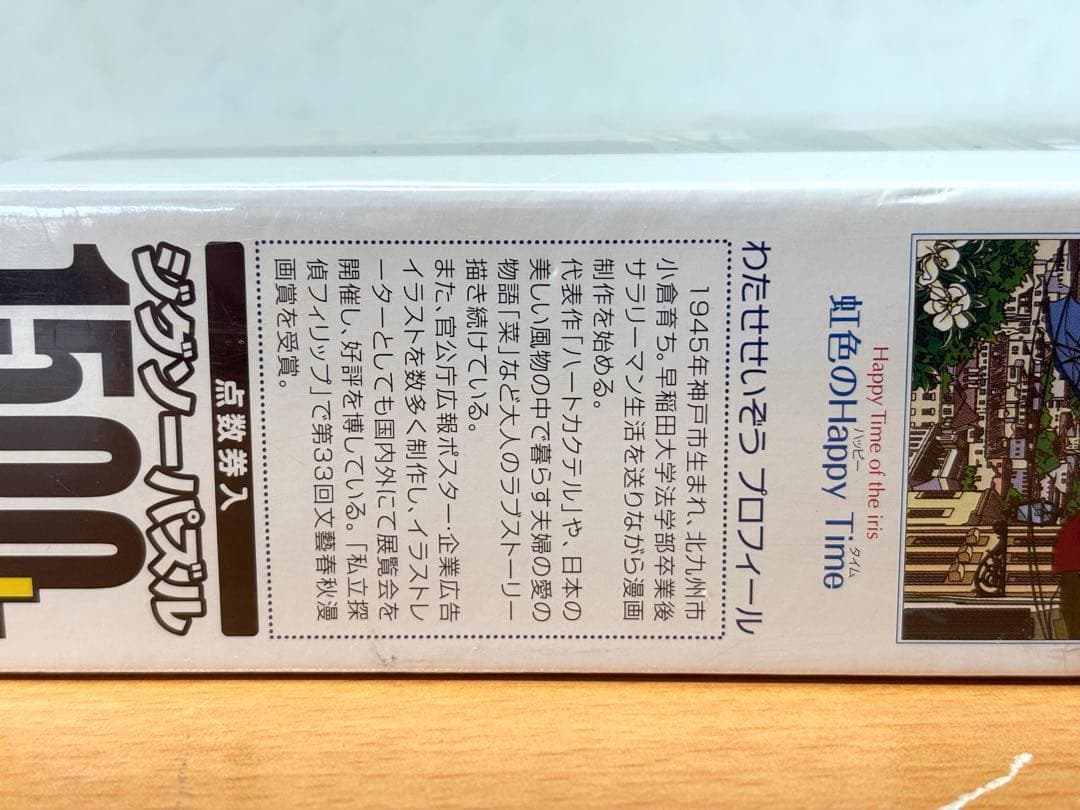 Happy Time of the iris
虹色のHappy Time
ハッピー タイム
わたせせいぞう プロフィール
1945年神戸市生まれ、北九州市
小倉育ち。早稲田大学法学部卒業後
サラリーマン生活を送りながら漫画
制作を始める。
代表作「ハートカクテル」や、日本の
美しい風物の中で暮らす夫婦の愛の
物語「菜」など大人のラブストーリー
描き続けている。
また、官公庁広報ポスター・企業広告
イラストを数多く制作し、イラストレ
ーターとしても国内外にて展覧会を
開催し、好評を博している。「私立探
偵フィリップ」で第33回文藝春秋漫
画賞を受賞。
点数券入
ジグソーパズル
1500